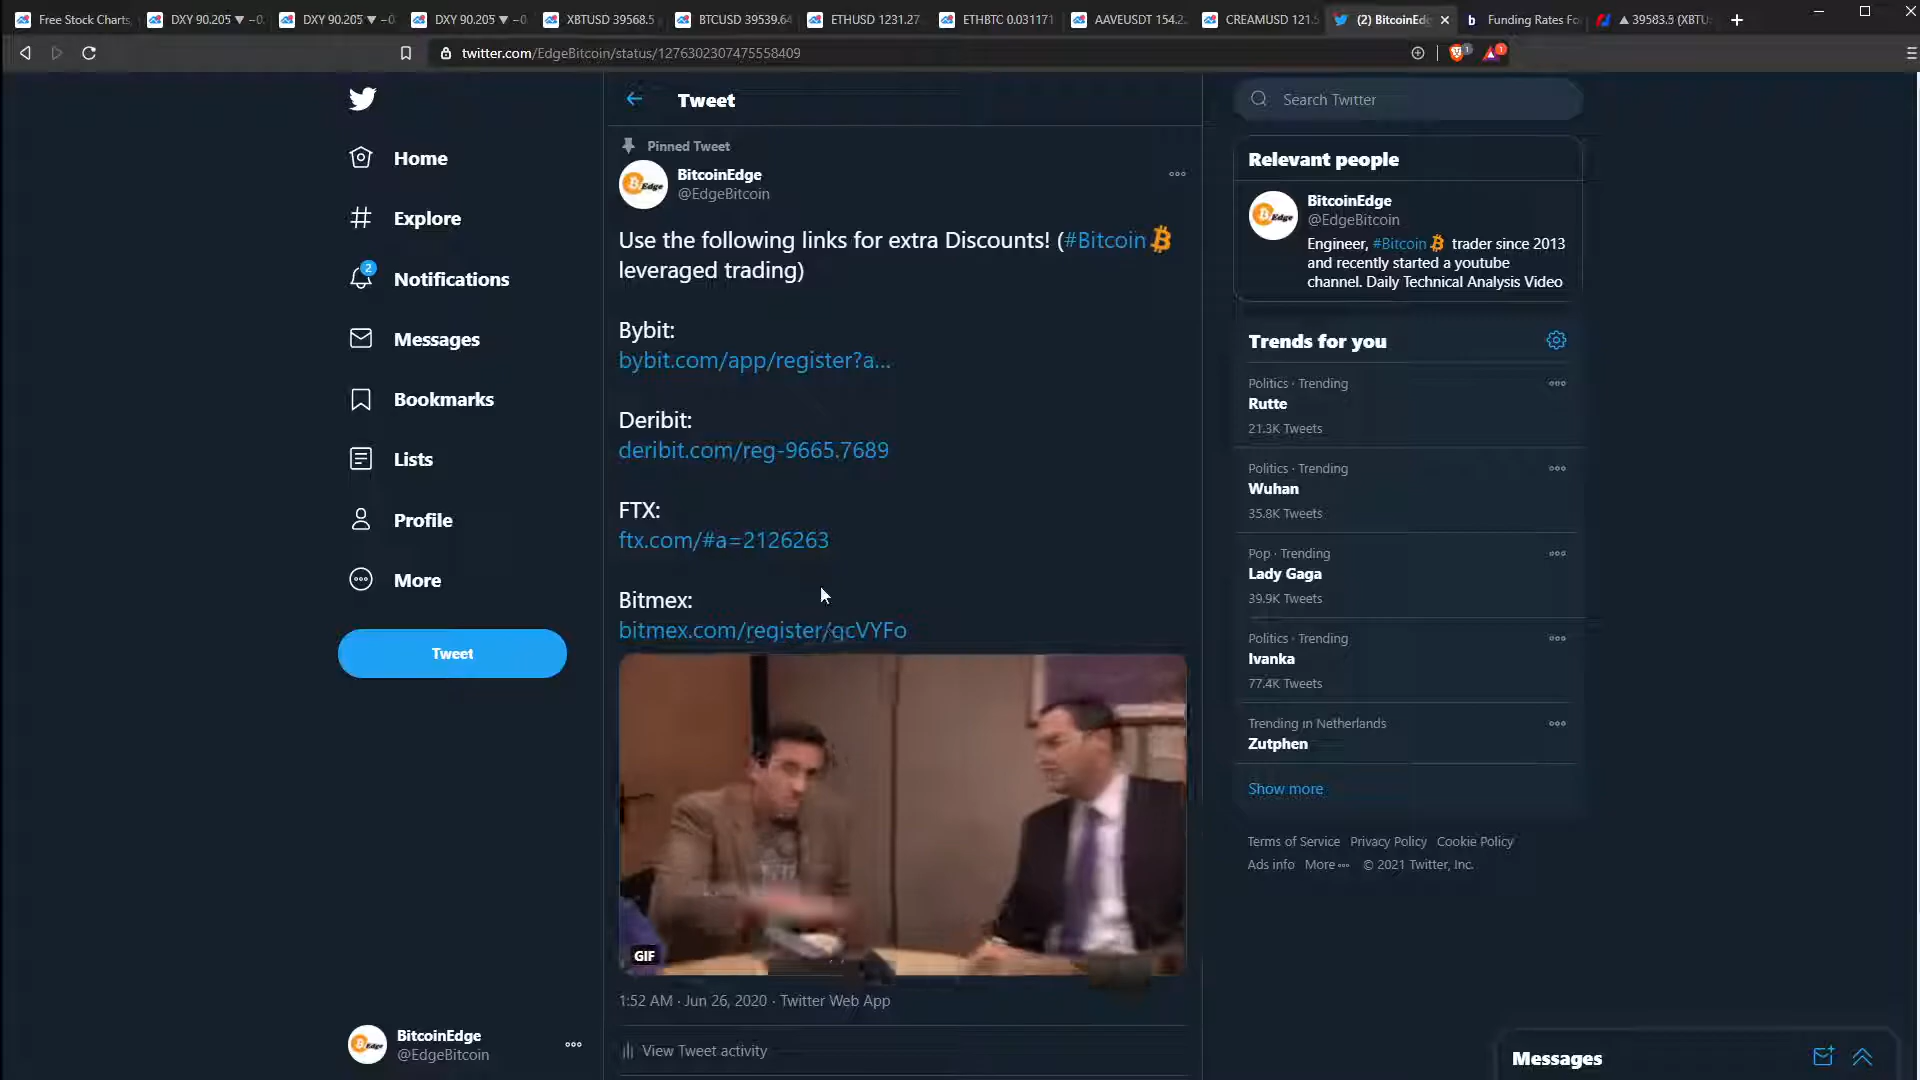 Free Stock Charts,
DXY 90.205 ▼ −0.
DXY 90.205 ▼ −0
DXY 90.205 ▼ −0
XBTUSD 39568.5
BTCUSD 39539.64
ETHUSD 1231.27
ETHBTC 0.031171
AAVEUSDT 154.2
CREAMUSD 121.5
(2) BitcoinEdg
Funding Rates Fo
▲ 39583.5 (XBTU
twitter.com/EdgeBitcoin/status/1276302307475558409
Home
Explore
2
Notifications
Messages
Bookmarks
Lists
Profile
More
Tweet
BitcoinEdge
@EdgeBitcoin
Tweet
Pinned Tweet
BitcoinEdge
@EdgeBitcoin
Use the following links for extra Discounts! (#Bitcoin
leveraged trading)
Bybit:
bybit.com/app/register?a...
Deribit:
deribit.com/reg-9665.7689
FTX:
ftx.com/#a=2126263
Bitmex:
bitmex.com/register/qcVYFo
GIF
1:52 AM · Jun 26, 2020 · Twitter Web App
View Tweet activity
Search Twitter
Relevant people
BitcoinEdge
@EdgeBitcoin
Engineer, #Bitcoin trader since 2013
and recently started a youtube
channel. Daily Technical Analysis Video
Trends for you
Politics · Trending
Rutte
21.3K Tweets
Politics · Trending
Wuhan
35.8K Tweets
Pop · Trending
Lady Gaga
39.9K Tweets
Politics · Trending
Ivanka
77.4K Tweets
Trending in Netherlands
Zutphen
Show more
Terms of Service Privacy Policy Cookie Policy
Ads info More © 2021 Twitter, Inc.
Messages